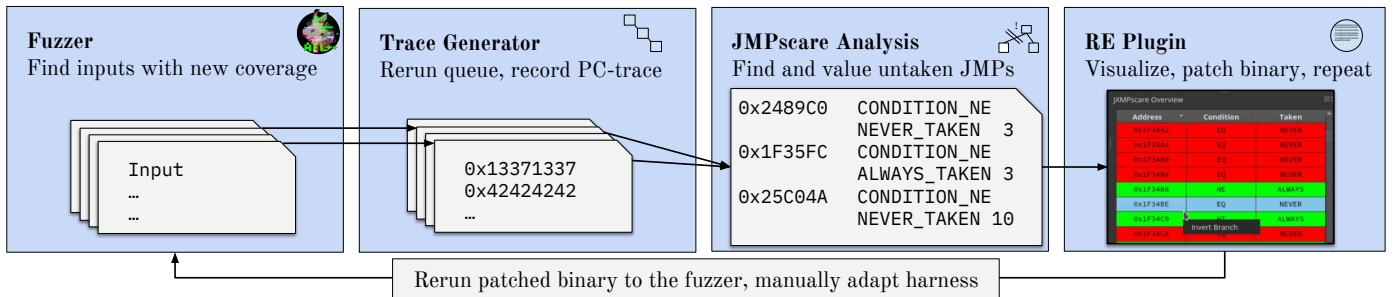 Fuzzer
Find inputs with new coverage
AFL++
Input
…
…
Trace Generator
Rerun queue, record PC-trace
0x13371337
0x42424242
…
JMPscare Analysis
Find and value untaken JMPs
0x2489C0 CONDITION_NE
NEVER_TAKEN 3
0x1F35FC CONDITION_NE
ALWAYS_TAKEN 3
0x25C04A CONDITION_NE
NEVER_TAKEN 10
RE Plugin
Visualize, patch binary, repeat
JXMPscare Overview
Address Condition Taken
0x1F34A2 EQ NEVER
0x1F34AA EQ NEVER
0x1F34B0 EQ NEVER
0x1F34B4 EQ NEVER
0x1F34B8 NE ALWAYS
0x1F34BE EQ NEVER
0x1F34C0 ALWAYS
Invert Branch
0x1F34CA EQ NEVER
Rerun patched binary to the fuzzer, manually adapt harness